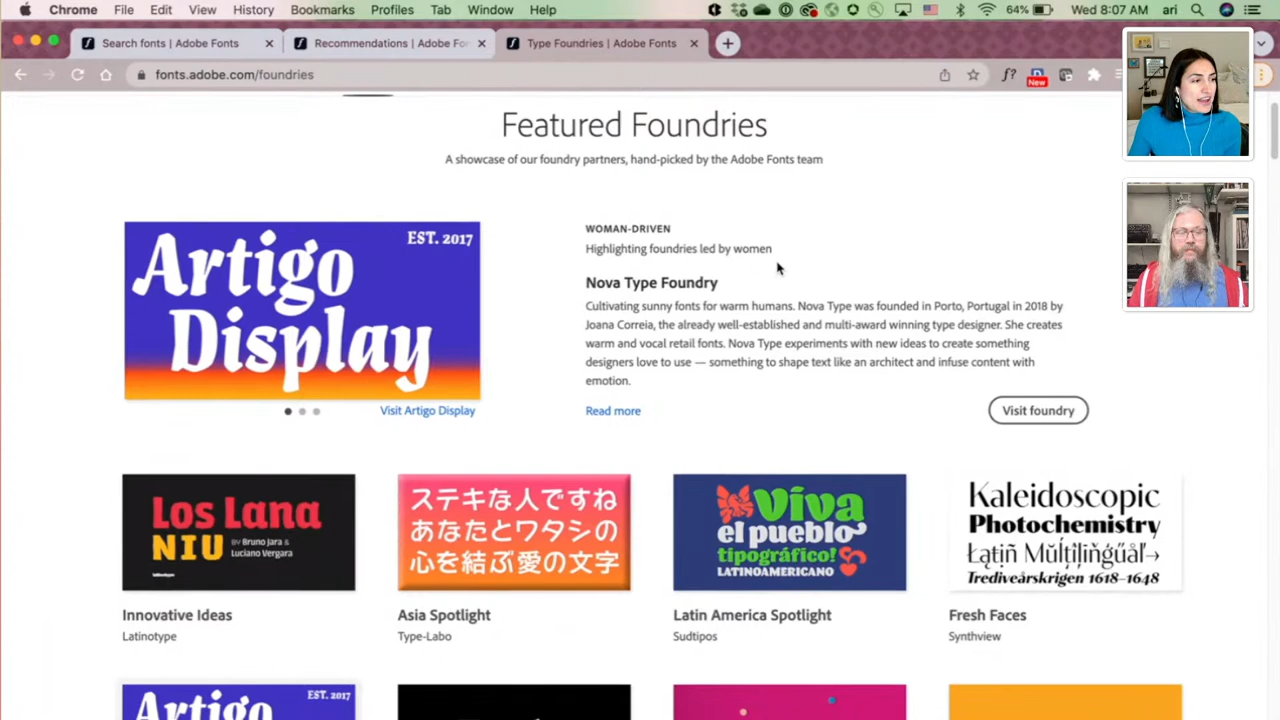 Chrome File Edit View History Bookmarks Profiles Tab Window Help 64% Wed 8:07 AM ari
Search fonts | Adobe Fonts
Recommendations | Adobe Fo
Type Foundries | Adobe Fonts
fonts.adobe.com/foundries
f?
New
Featured Foundries
A showcase of our foundry partners, hand-picked by the Adobe Fonts team
Artigo
Display
EST. 2017
Visit Artigo Display
WOMAN-DRIVEN
Highlighting foundries led by women
Nova Type Foundry
Cultivating sunny fonts for warm humans. Nova Type was founded in Porto, Portugal in 2018 by
Joana Correia, the already well-established and multi-award winning type designer. She creates
warm and vocal retail fonts. Nova Type experiments with new ideas to create something
designers love to use — something to shape text like an architect and infuse content with
emotion.
Read more
Visit foundry
Los Lana
NIU
BY Bruno Jara &
Luciano Vergara
latinotype
Innovative Ideas
Latinotype
ステキな人ですね
あなたとワタシの
心を結ぶ愛の文字
Asia Spotlight
Type-Labo
Viva
el pueblo
tipográfico!
LATINOAMERICANO
Latin America Spotlight
Sudtipos
Kaleidoscopic
Photochemistry
Trediveårskrigen 1618–1648
Fresh Faces
Synthview
Artigo
EST. 2017